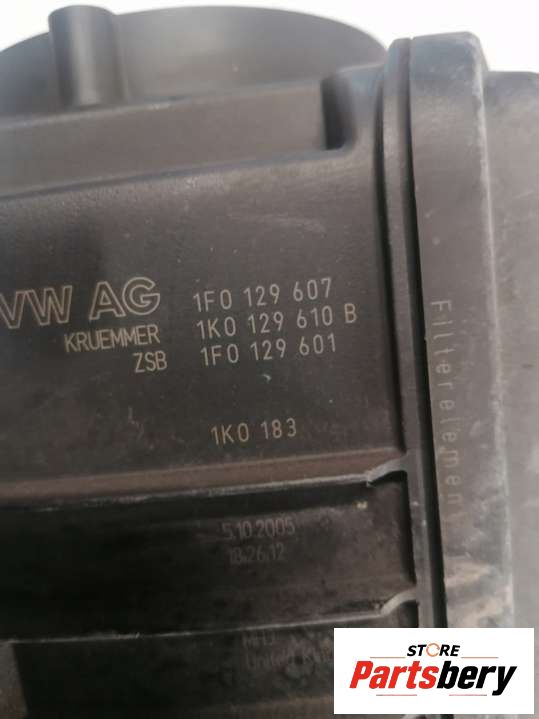 VW AG 1F0 129 607
KRUEMMER 1K0 129 610 B
ZSB 1F0 129 601
1K0 183
Filterelement
5.10.2005
18:26:12
United
STORE
Partsbery